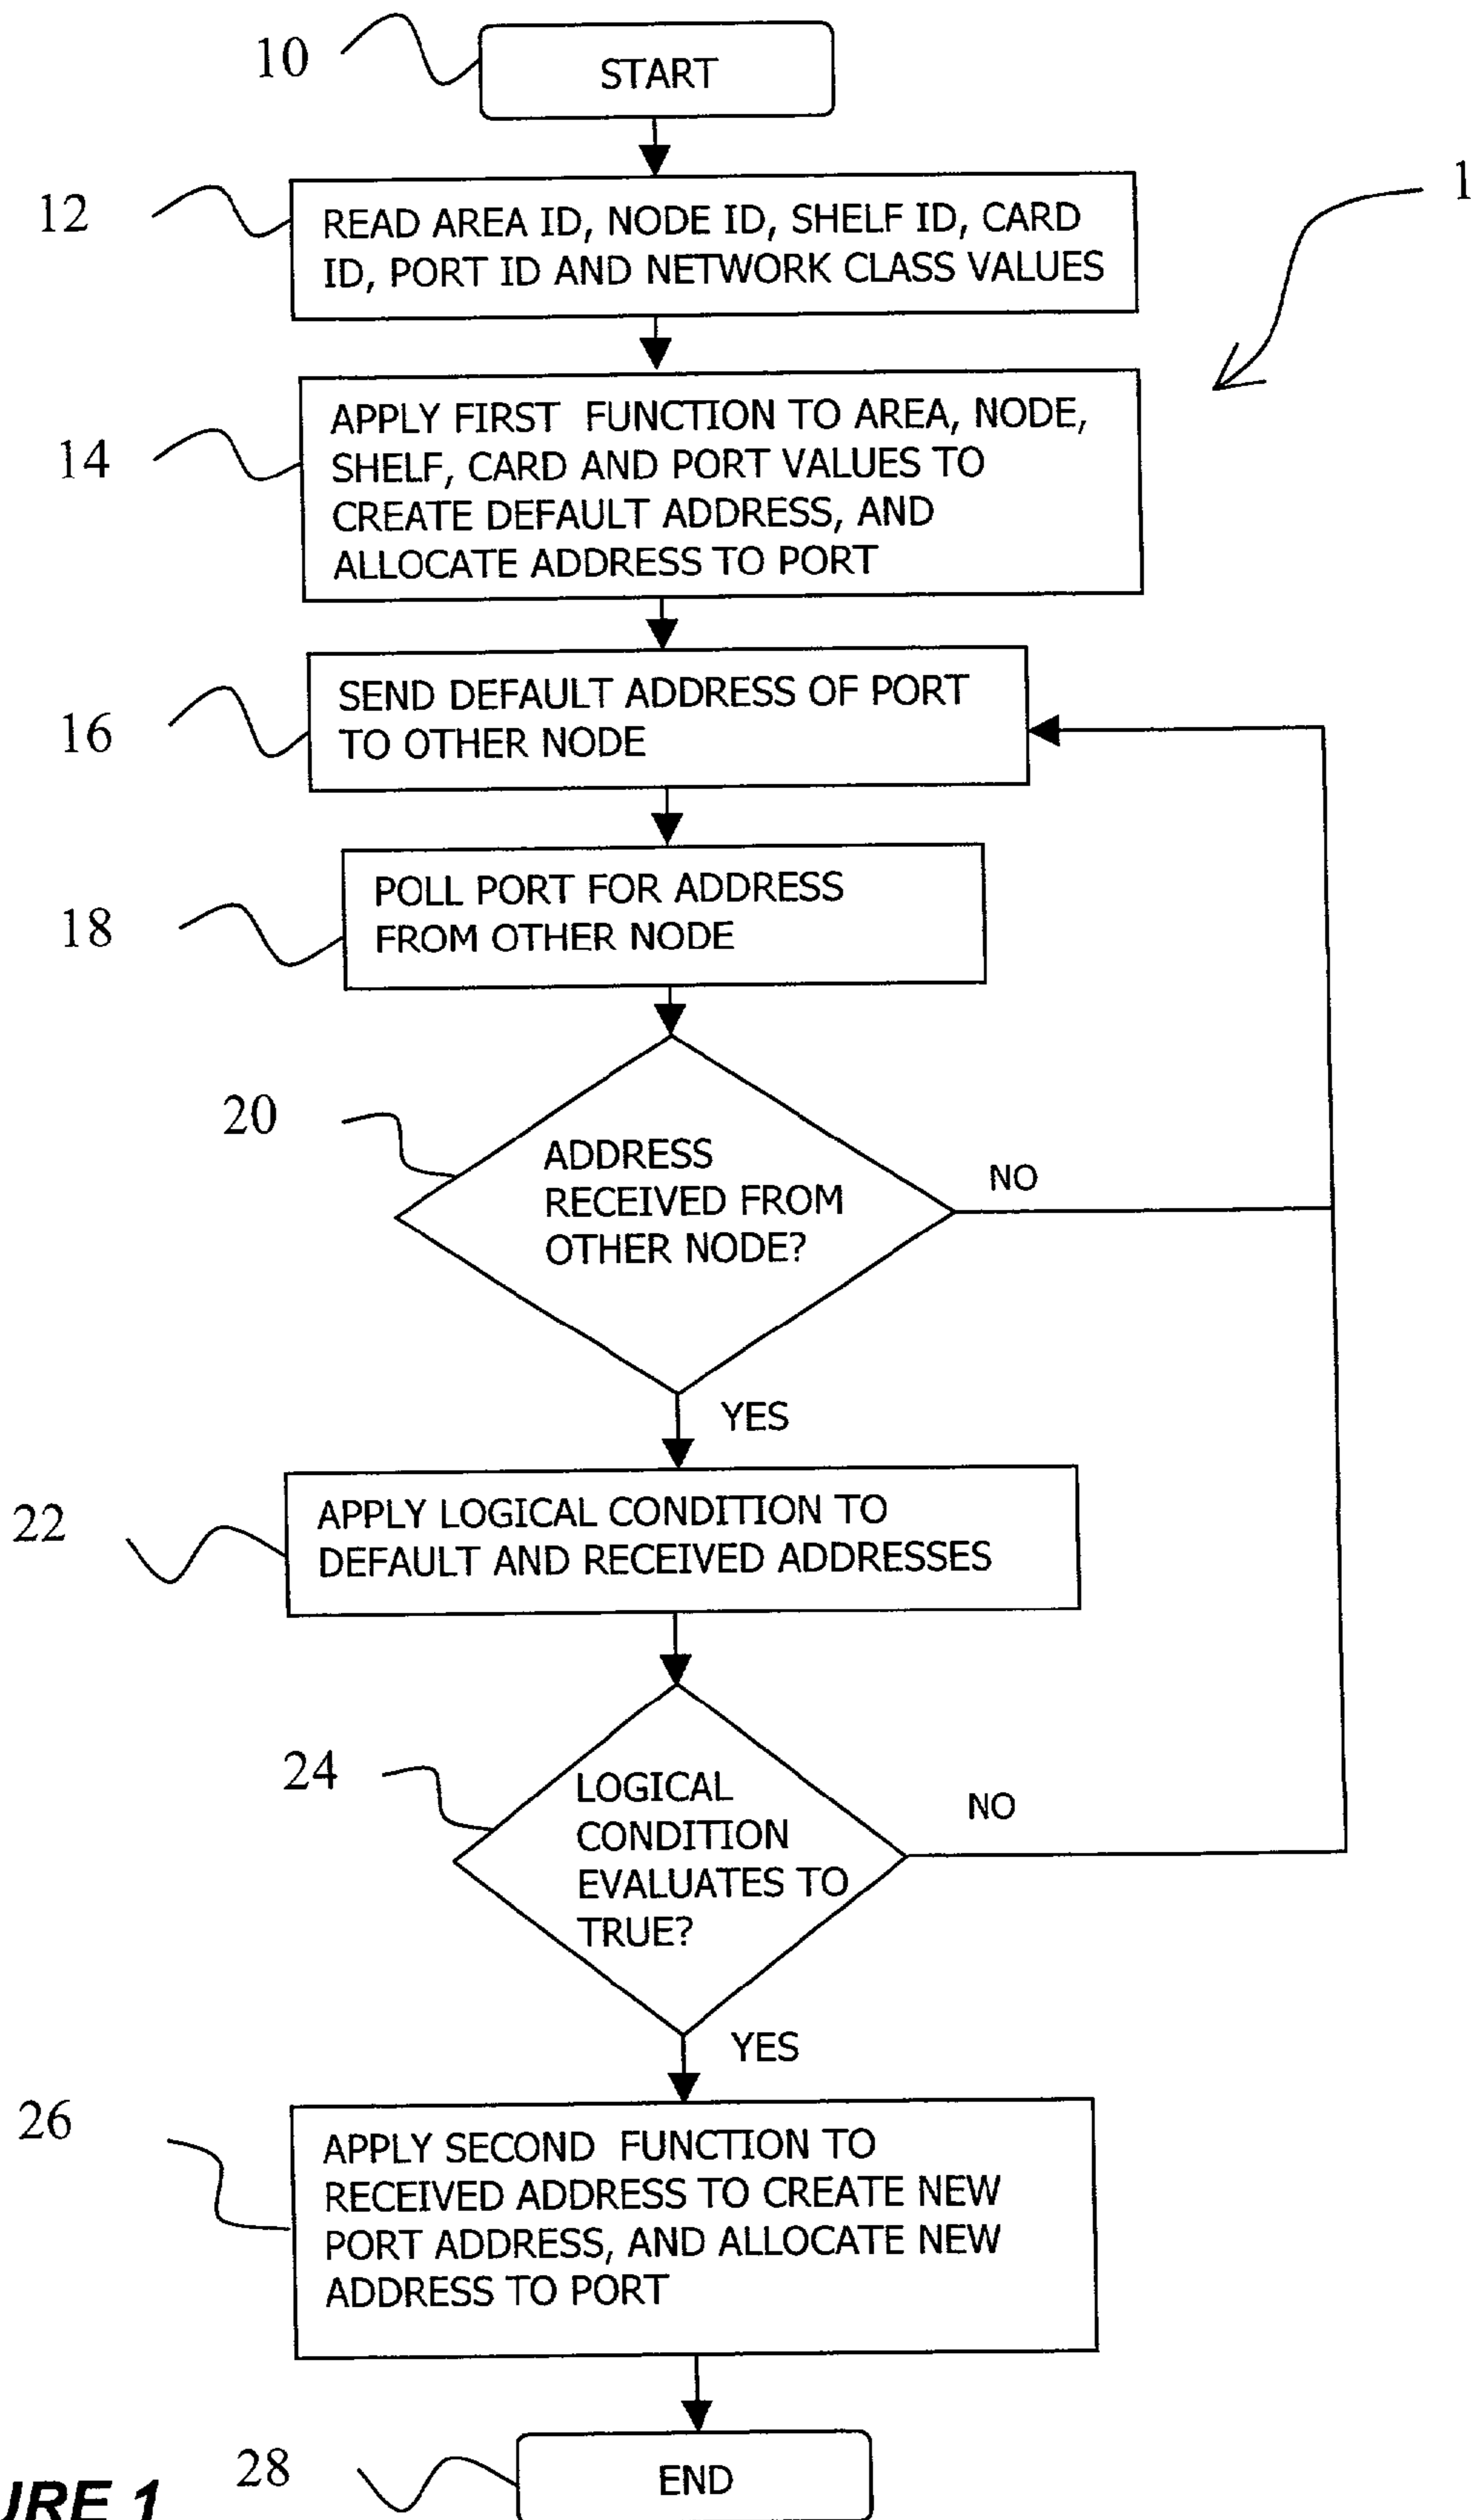 10
START
1
12
READ AREA ID, NODE ID, SHELF ID, CARD
ID, PORT ID AND NETWORK CLASS VALUES
14
APPLY FIRST FUNCTION TO AREA, NODE,
SHELF, CARD AND PORT VALUES TO
CREATE DEFAULT ADDRESS, AND
ALLOCATE ADDRESS TO PORT
16
SEND DEFAULT ADDRESS OF PORT
TO OTHER NODE
18
POLL PORT FOR ADDRESS
FROM OTHER NODE
20
ADDRESS
RECEIVED FROM
OTHER NODE?
NO
YES
22
APPLY LOGICAL CONDITION TO
DEFAULT AND RECEIVED ADDRESSES
24
LOGICAL
CONDITION
EVALUATES TO
TRUE?
NO
YES
26
APPLY SECOND FUNCTION TO
RECEIVED ADDRESS TO CREATE NEW
PORT ADDRESS, AND ALLOCATE NEW
ADDRESS TO PORT
28
END
URE 1